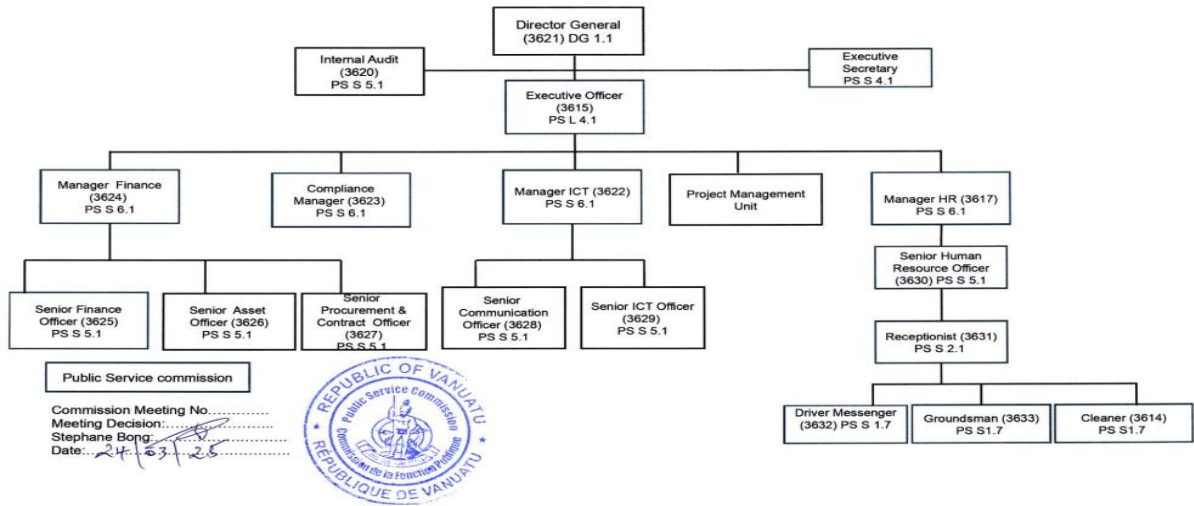 Director General
(3621) DG 1.1
Internal Audit
(3620)
PS S 5.1
Executive
Secretary
PS S 4.1
Executive Officer
(3615)
PS L 4.1
Manager Finance
(3624)
PS S 6.1
Compliance
Manager (3623)
PS S 6.1
Manager ICT (3622)
PS S 6.1
Project Management
Unit
Manager HR (3617)
PS S 6.1
Senior Human
Resource Officer
(3630) PS S 5.1
Senior Finance
Officer (3625)
PS S 5.1
Senior Asset
Officer (3626)
PS S 5.1
Senior
Procurement &
Contract Officer
(3627)
PS S 5.1
Senior
Communication
Officer (3628)
PS S 5.1
Senior ICT Officer
(3629)
PS S 5.1
Receptionist (3631)
PS S 2.1
Driver Messenger
(3632) PS S 1.7
Groundsman (3633)
PS S1.7
Cleaner (3614)
PS S1.7
Public Service commission
Commission Meeting No..............
Meeting Decision:......................
Stephane Bong:........................
Date: 24/03/25
REPUBLIC OF VANUATU
Public Service Commission
Commission de la Fonction Publique
RÉPUBLIQUE DE VANUATU